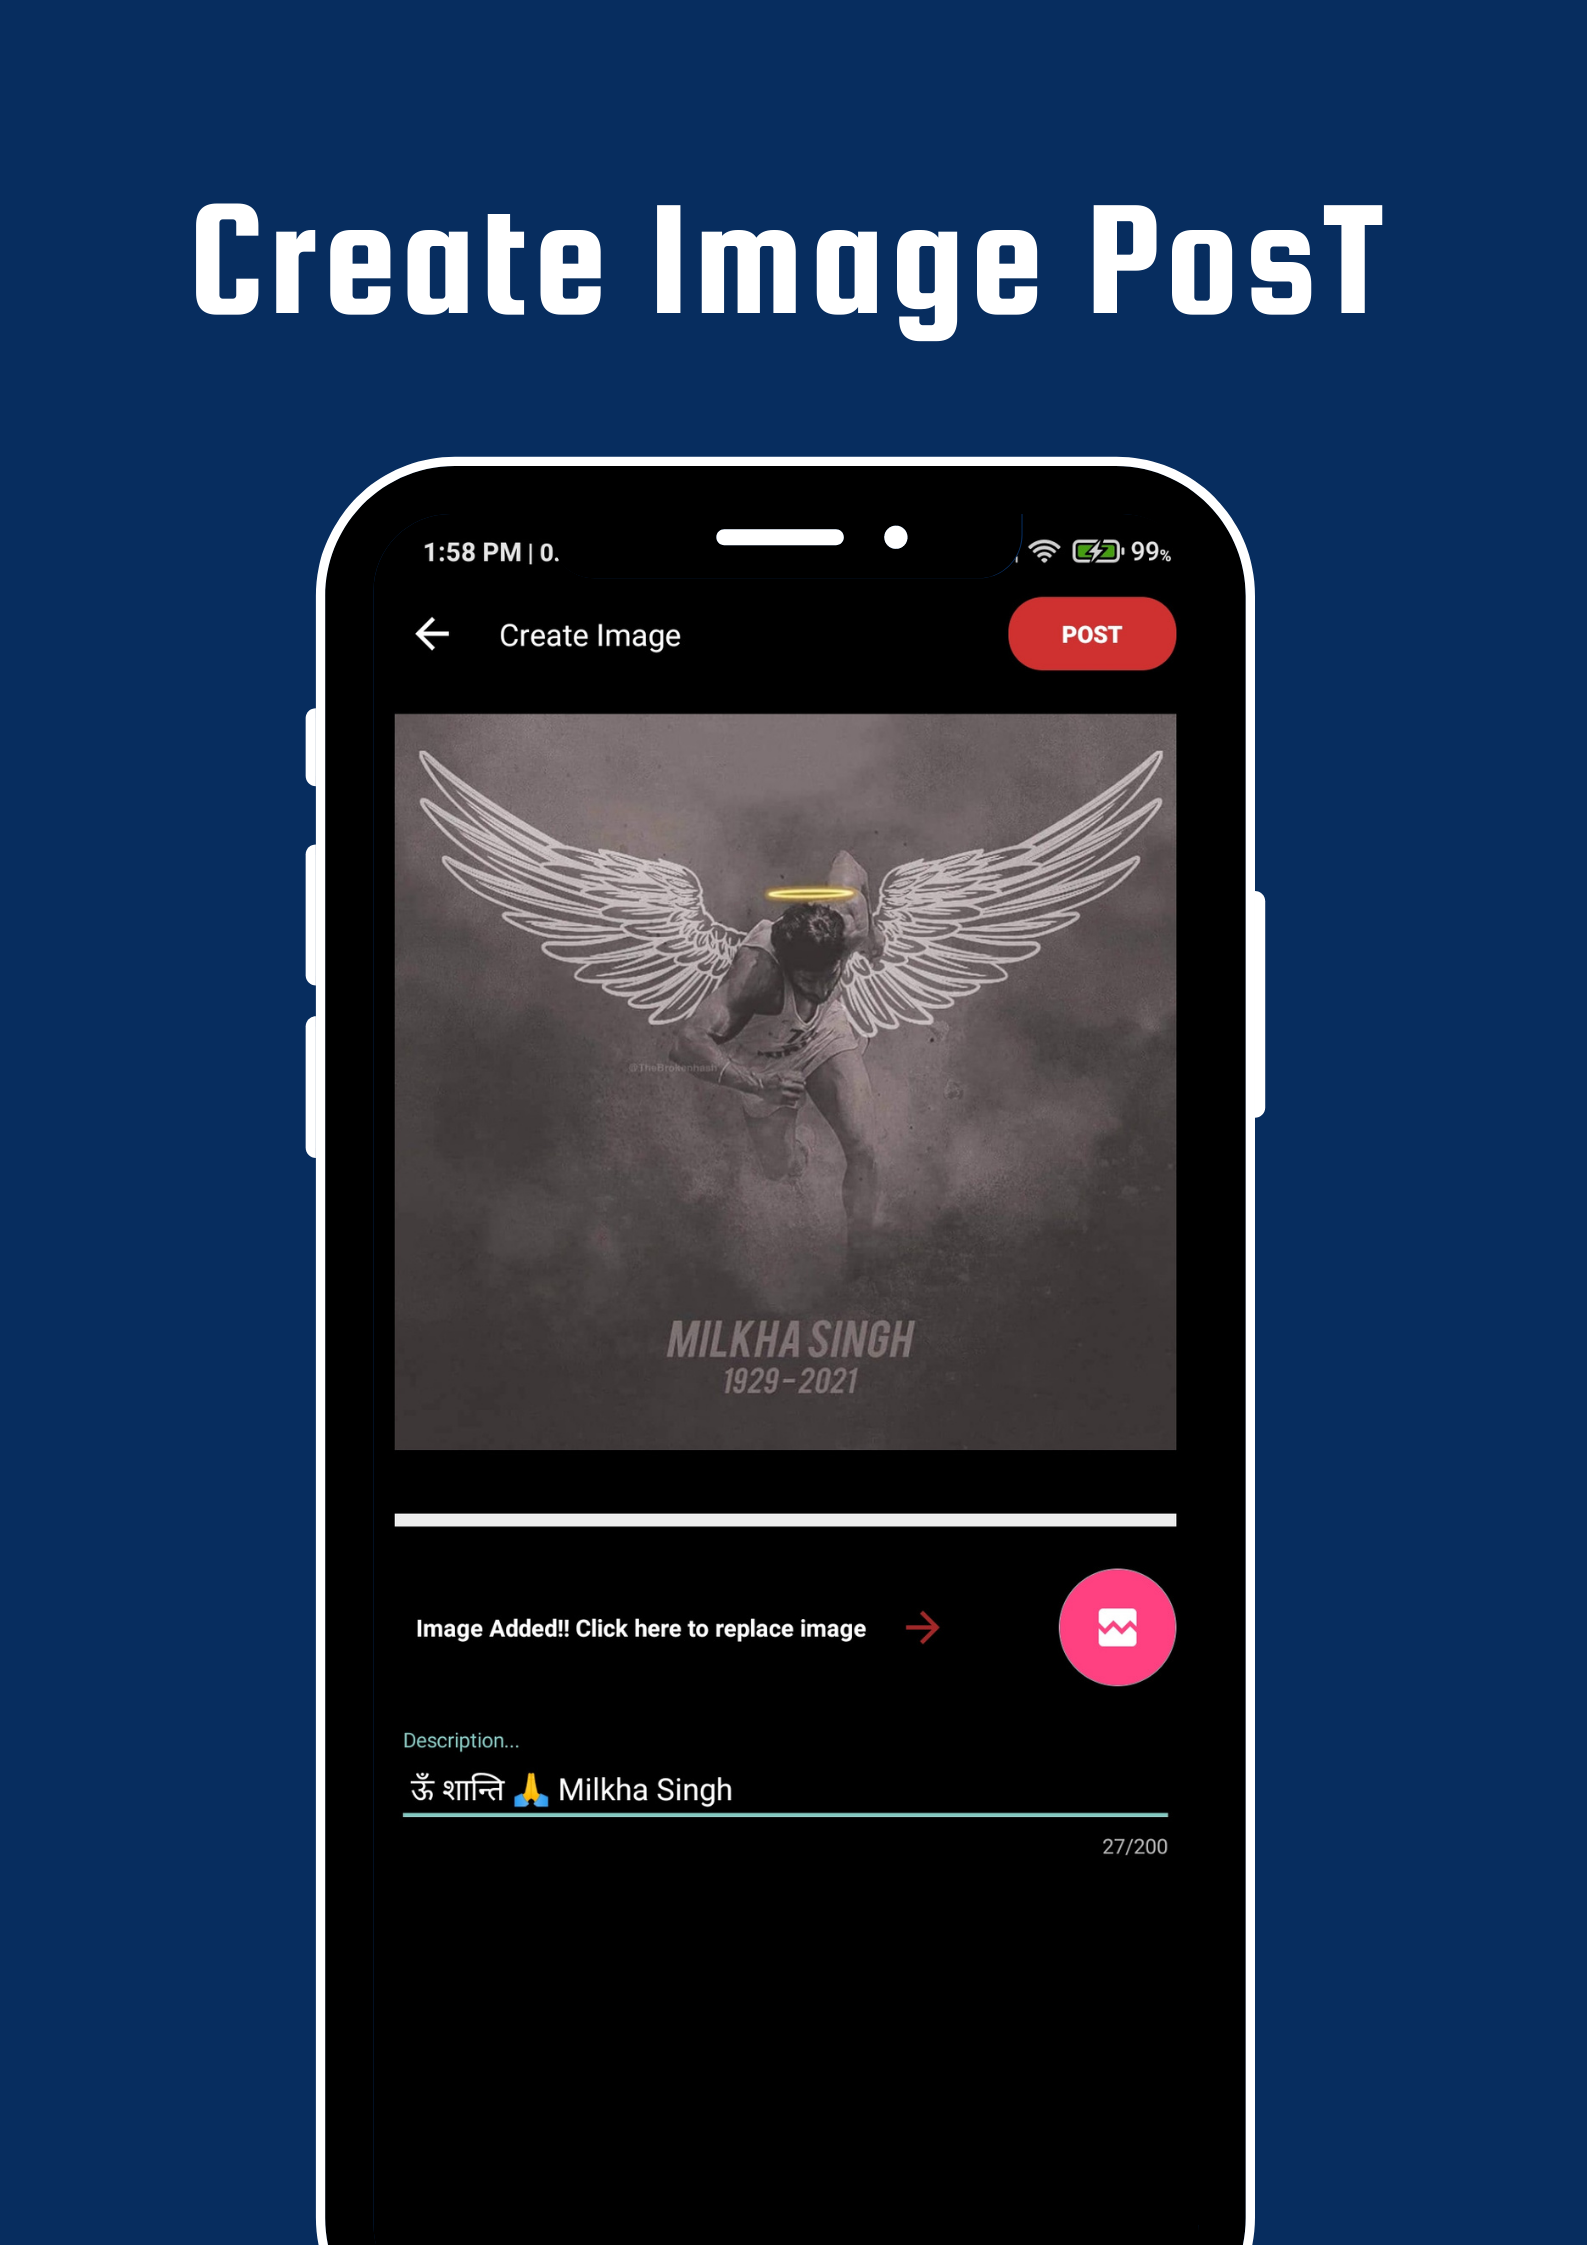 Create Image PosT
1:58 PM | 0.
99%
Create Image
POST
@TheBrokenhash
MILKHA SINGH
1929-2021
Image Added!! Click here to replace image
Description...
ऊँ शान्ति 🙏 Milkha Singh
27/200